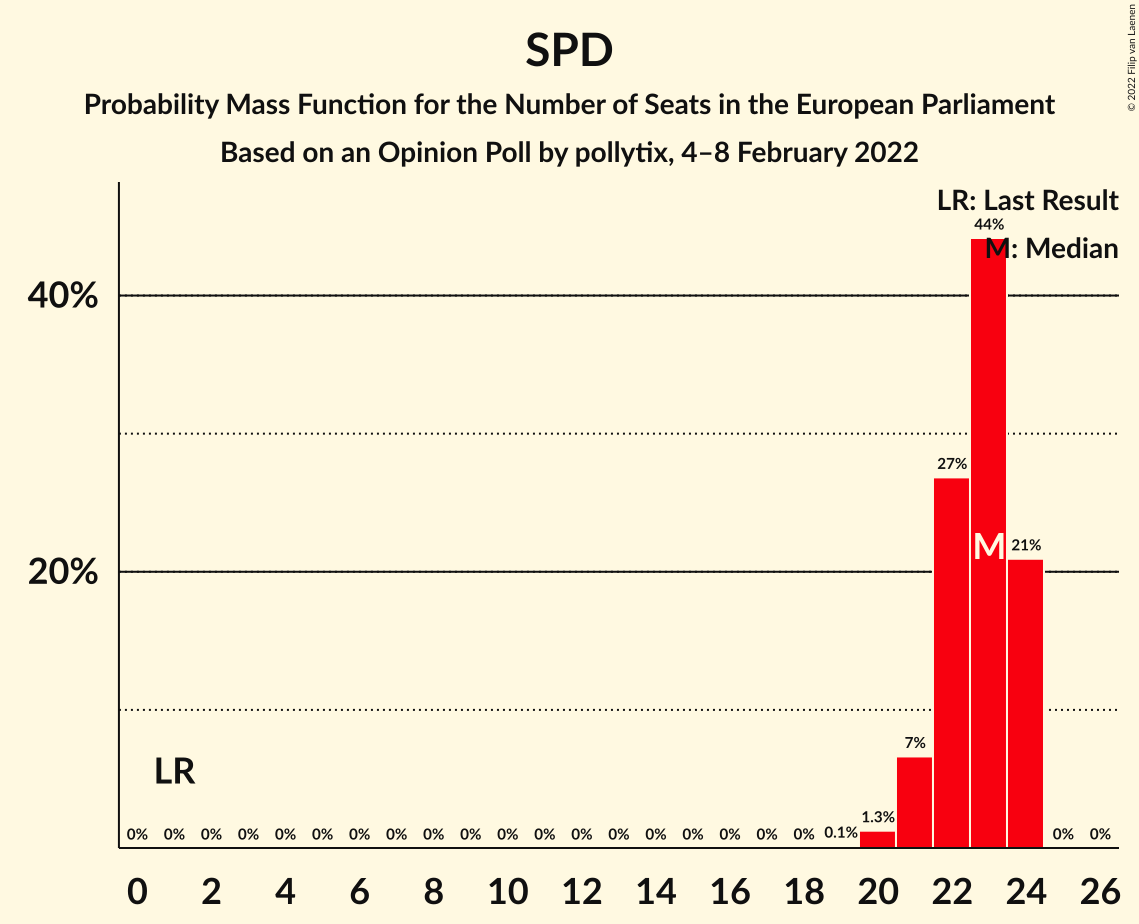 SPD
Probability Mass Function for the Number of Seats in the European Parliament
Based on an Opinion Poll by pollytix, 4–8 February 2022
© 2022 Filip van Laenen
LR: Last Result
M: Median
44%
40%
27%
M
21%
20%
7%
LR
0% 0% 0% 0% 0% 0% 0% 0% 0% 0% 0% 0% 0% 0% 0% 0% 0% 0% 0% 0.1% 1.3% 0% 0%
0 2 4 6 8 10 12 14 16 18 20 22 24 26